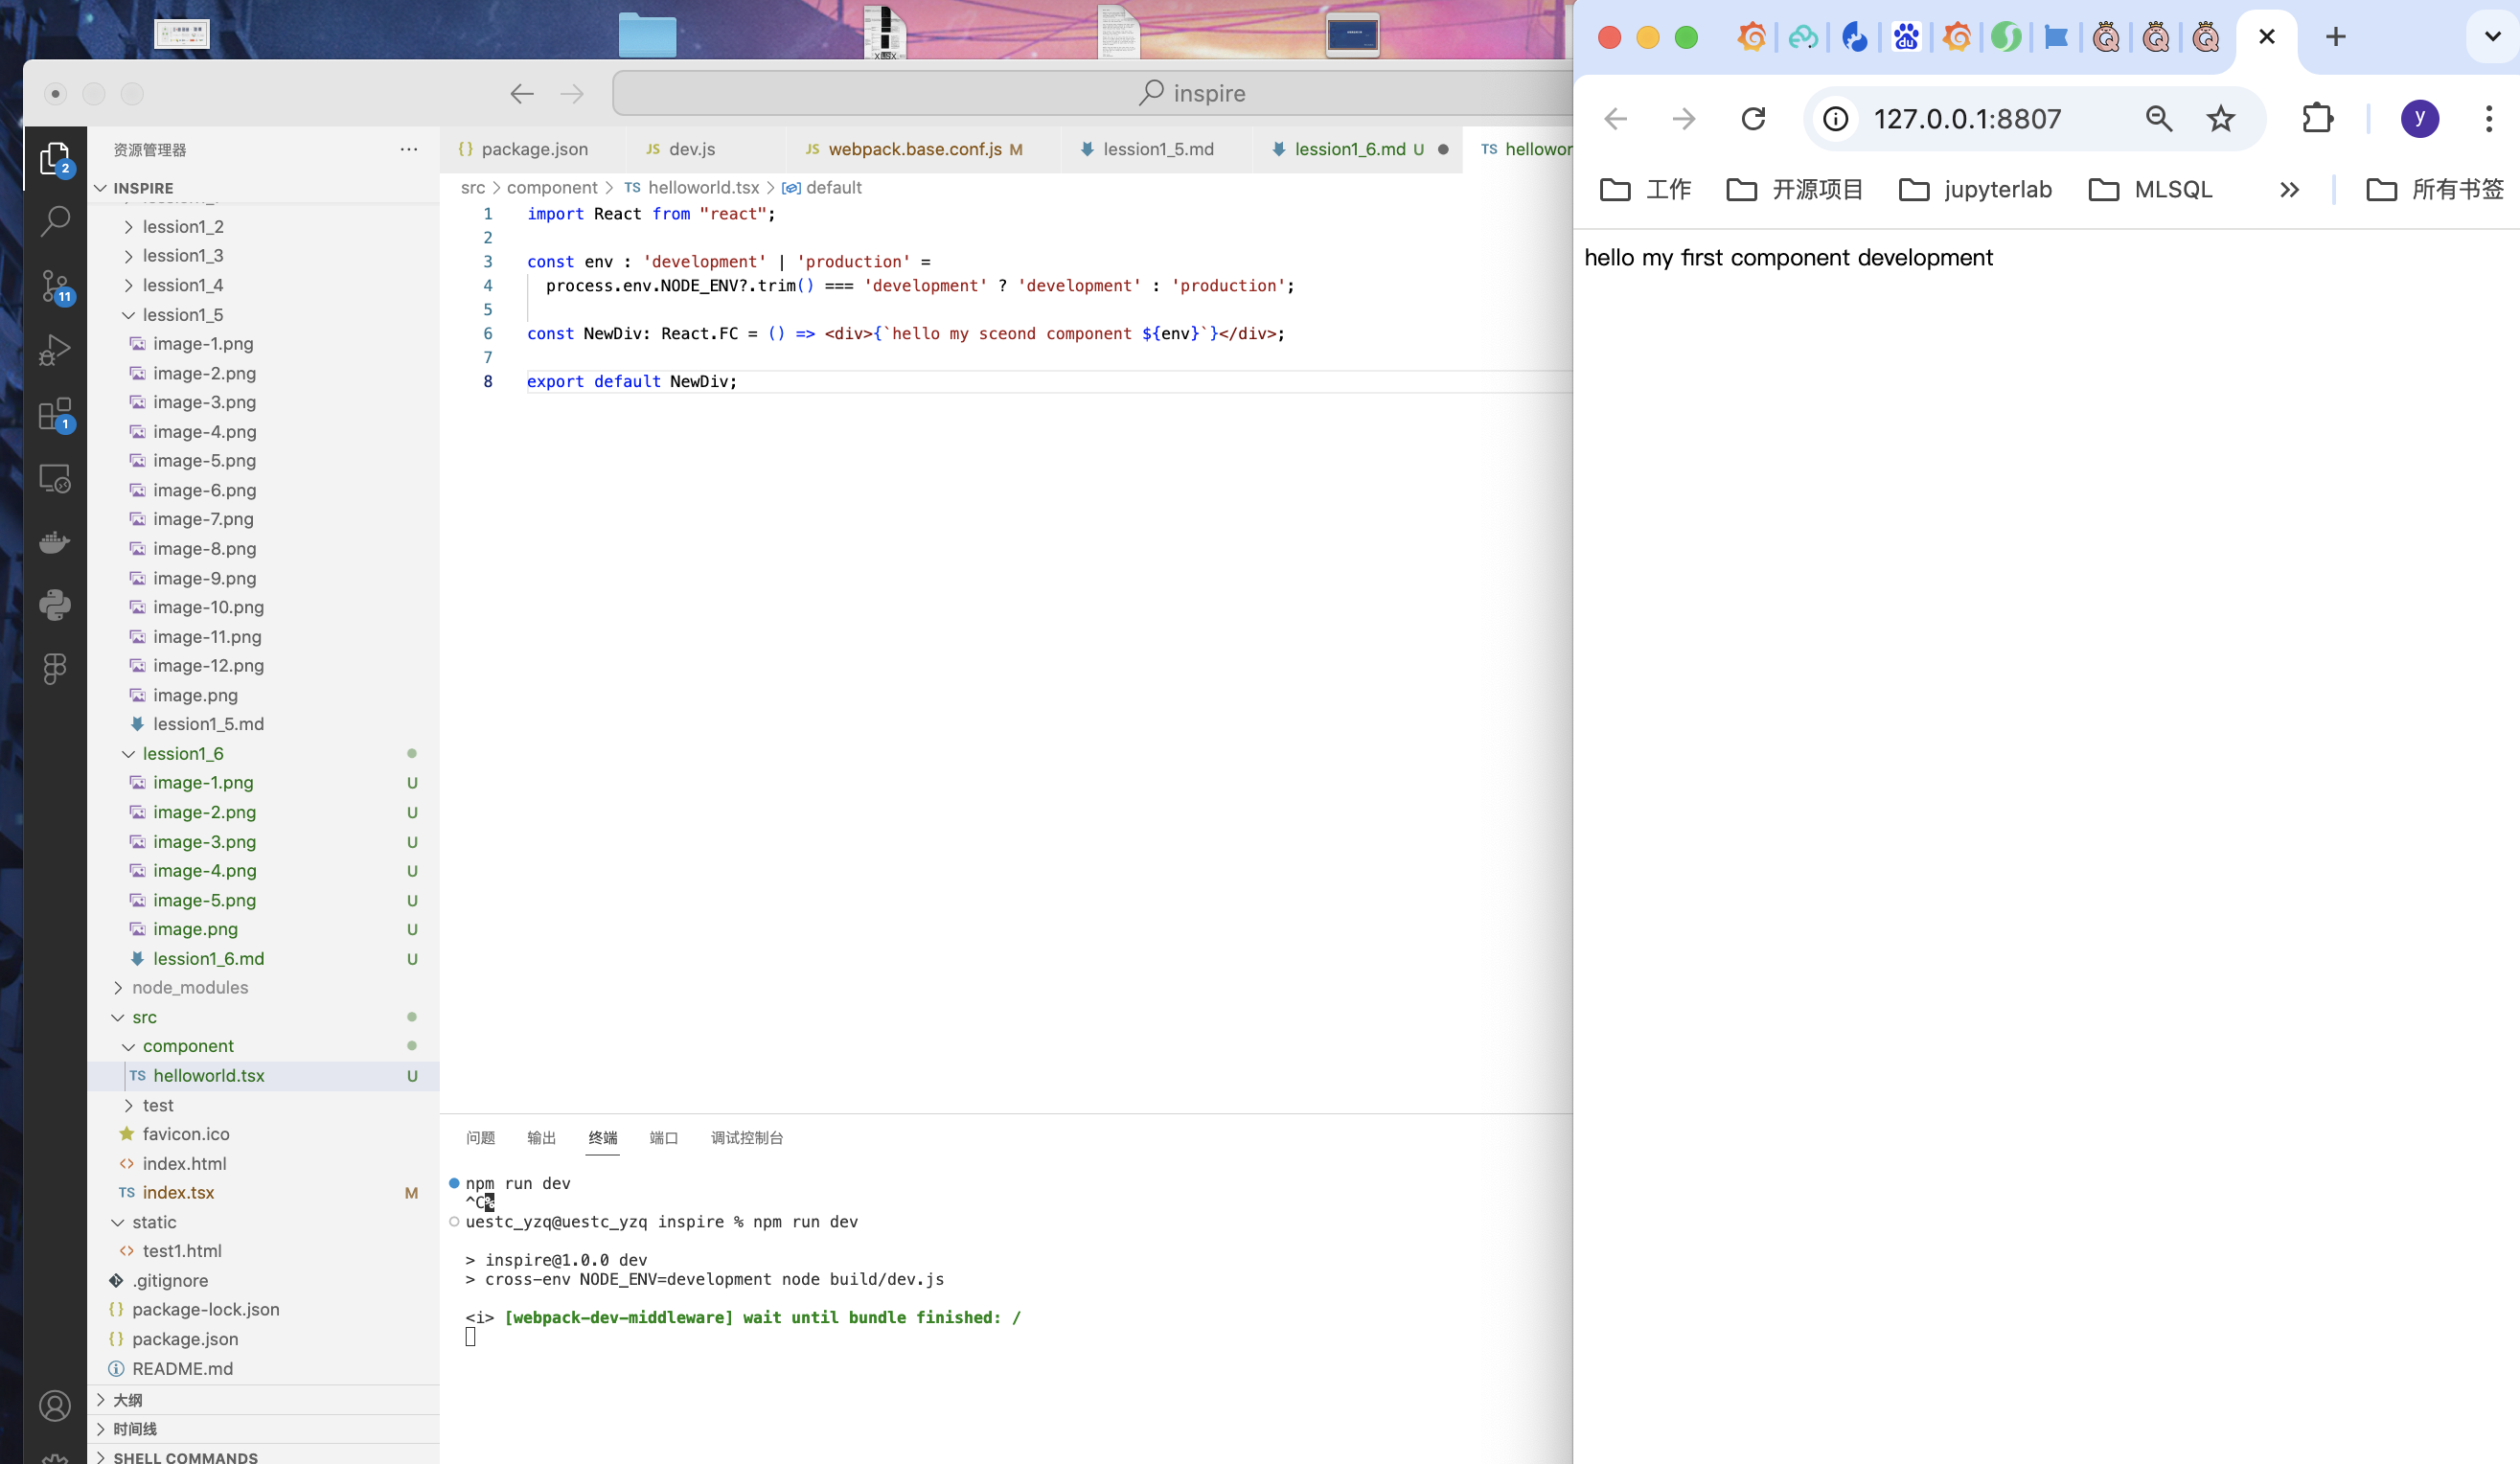 inspire
127.0.0.1:8807
工作
开源项目
jupyterlab
MLSQL
所有书签
hello my first component development
资源管理器
INSPIRE
lession1_2
lession1_3
lession1_4
lession1_5
image-1.png
image-2.png
image-3.png
image-4.png
image-5.png
image-6.png
image-7.png
image-8.png
image-9.png
image-10.png
image-11.png
image-12.png
image.png
lession1_5.md
lession1_6
image-1.png U
image-2.png U
image-3.png U
image-4.png U
image-5.png U
image.png U
lession1_6.md U
node_modules
src
component
TS helloworld.tsx U
test
favicon.ico
index.html
TS index.tsx M
static
test1.html
.gitignore
{} package-lock.json
{} package.json
README.md
大纲
时间线
SHELL COMMANDS
2
11
1
{} package.json
JS dev.js
JS webpack.base.conf.js M
lession1_5.md
lession1_6.md U
TS hellowor
src > component > TS helloworld.tsx > default
1 import React from "react";
2
3 const env : 'development' | 'production' =
4 process.env.NODE_ENV?.trim() === 'development' ? 'development' : 'production';
5
6 const NewDiv: React.FC = () => <div>{`hello my sceond component ${env}`}</div>;
7
8 export default NewDiv;
问题
输出
终端
端口
调试控制台
npm run dev
^C%
uestc_yzq@uestc_yzq inspire % npm run dev
> inspire@1.0.0 dev
> cross-env NODE_ENV=development node build/dev.js
<i> [webpack-dev-middleware] wait until bundle finished: /
y
du